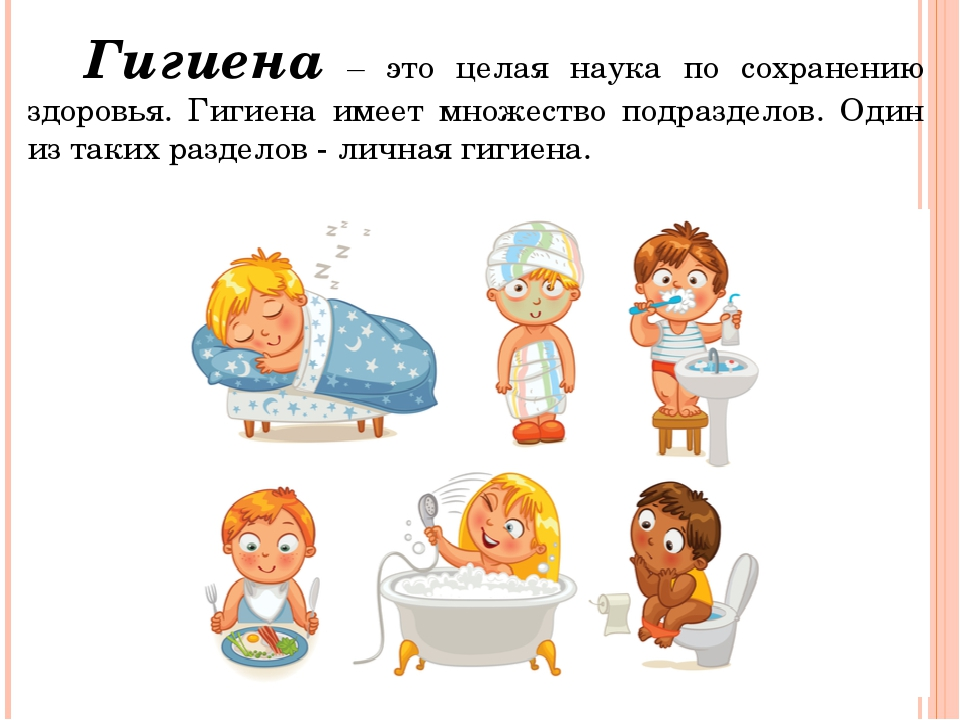 Гигиена – это целая наука по сохранению
здоровья. Гигиена имеет множество подразделов. Один
из таких разделов - личная гигиена.
z z z
z
z
z